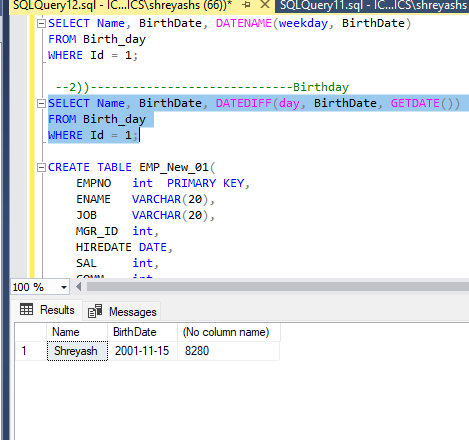 SQLQuery12.sql - IC...ICS\shreyashs (66))* SQLQuery11.sql - IC...ICS\shreyashs
SELECT Name, BirthDate, DATENAME(weekday, BirthDate)
FROM Birth_day
WHERE Id = 1;
--2))-----------------------------Birthday
SELECT Name, BirthDate, DATEDIFF(day, BirthDate, GETDATE())
FROM Birth_day
WHERE Id = 1;
CREATE TABLE EMP_New_01(
EMPNO int PRIMARY KEY,
ENAME VARCHAR(20),
JOB VARCHAR(20),
MGR_ID int,
HIREDATE DATE,
SAL int,
COMM int
100 %
Results Messages
Name BirthDate (No column name)
1 Shreyash 2001-11-15 8280